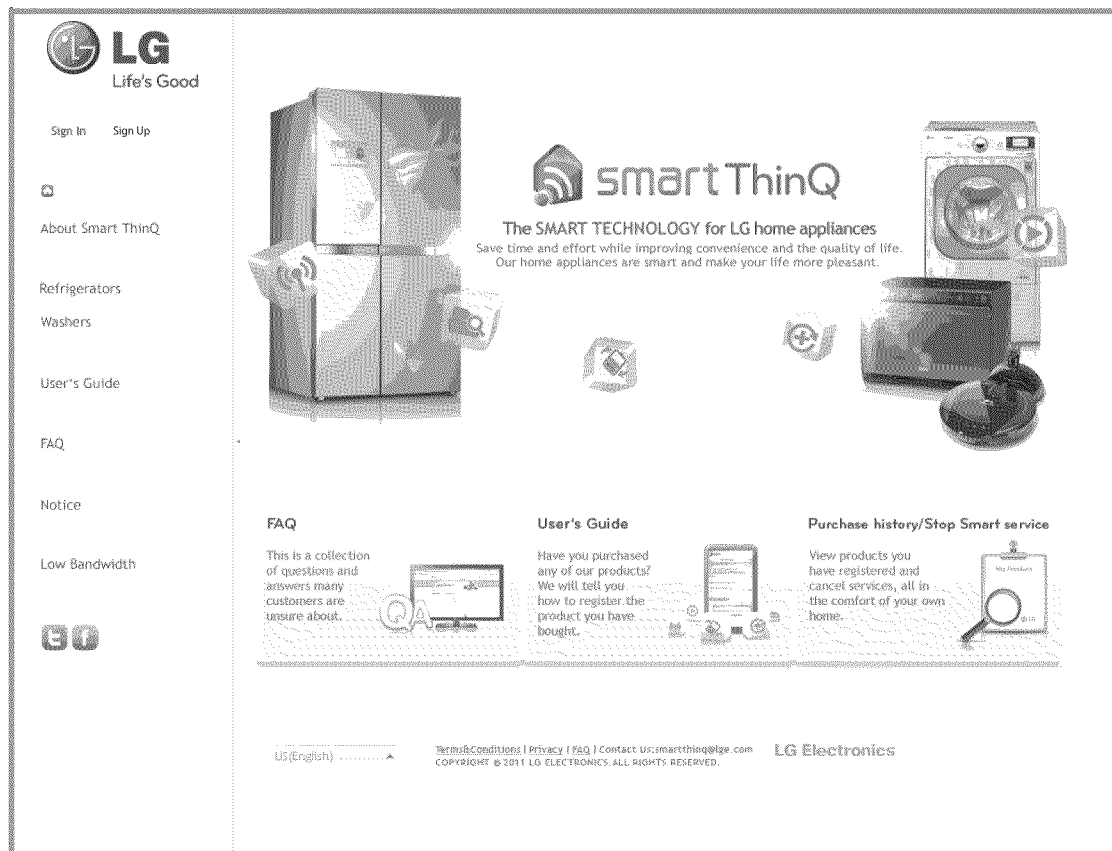 LG
Life's Good
Sign In Sign Up
About Smart ThinQ
Refrigerators
Washers
User's Guide
FAQ
Notice
Low Bandwidth
smart ThinQ
The SMART TECHNOLOGY for LG home appliances
Save time and effort while improving convenience and the quality of life.
Our home appliances are smart and make your life more pleasant.
FAQ
This is a collection
of questions and
answers many
customers are
unsure about.
QA
User's Guide
Have you purchased
any of our products?
We will tell you
how to register the
product you have
bought.
Purchase history/Stop Smart service
View products you
have registered and
cancel services, all in
the comfort of your own
home.
My Product
LG
US(English)
Terms&Conditions | Privacy | FAQ | Contact Us:smartthinq@lge.com
COPYRIGHT © 2011 LG ELECTRONICS. ALL RIGHTS RESERVED.
LG Electronics